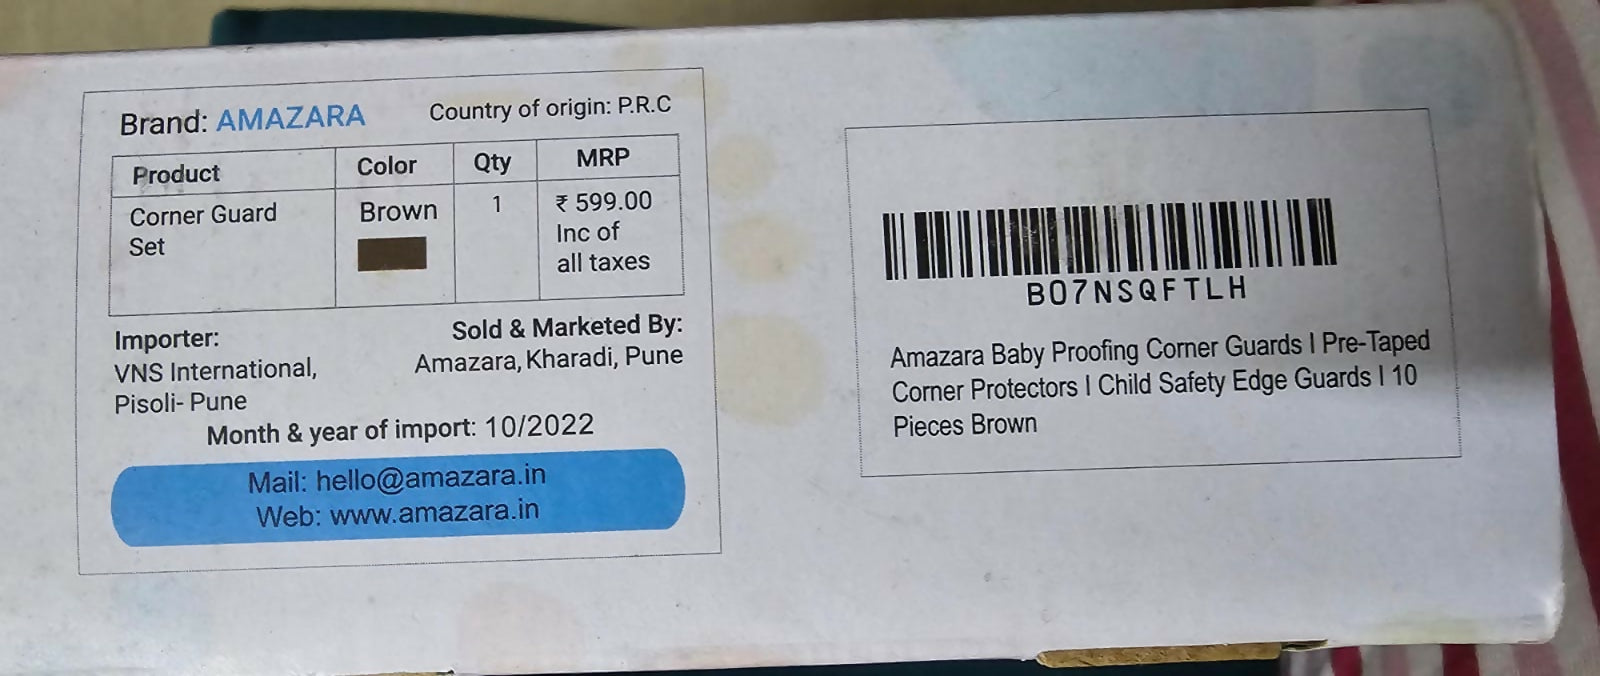 Brand: AMAZARA
Country of origin: P.R.C
Product Color Qty MRP
Corner Guard Set
Brown
1
₹ 599.00
Inc of
all taxes
Importer:
VNS International,
Pisoli- Pune
Sold & Marketed By:
Amazara, Kharadi, Pune
Month & year of import: 10/2022
Mail: hello@amazara.in
Web: www.amazara.in
B07NSQFTLH
Amazara Baby Proofing Corner Guards I Pre-Taped
Corner Protectors I Child Safety Edge Guards I 10
Pieces Brown